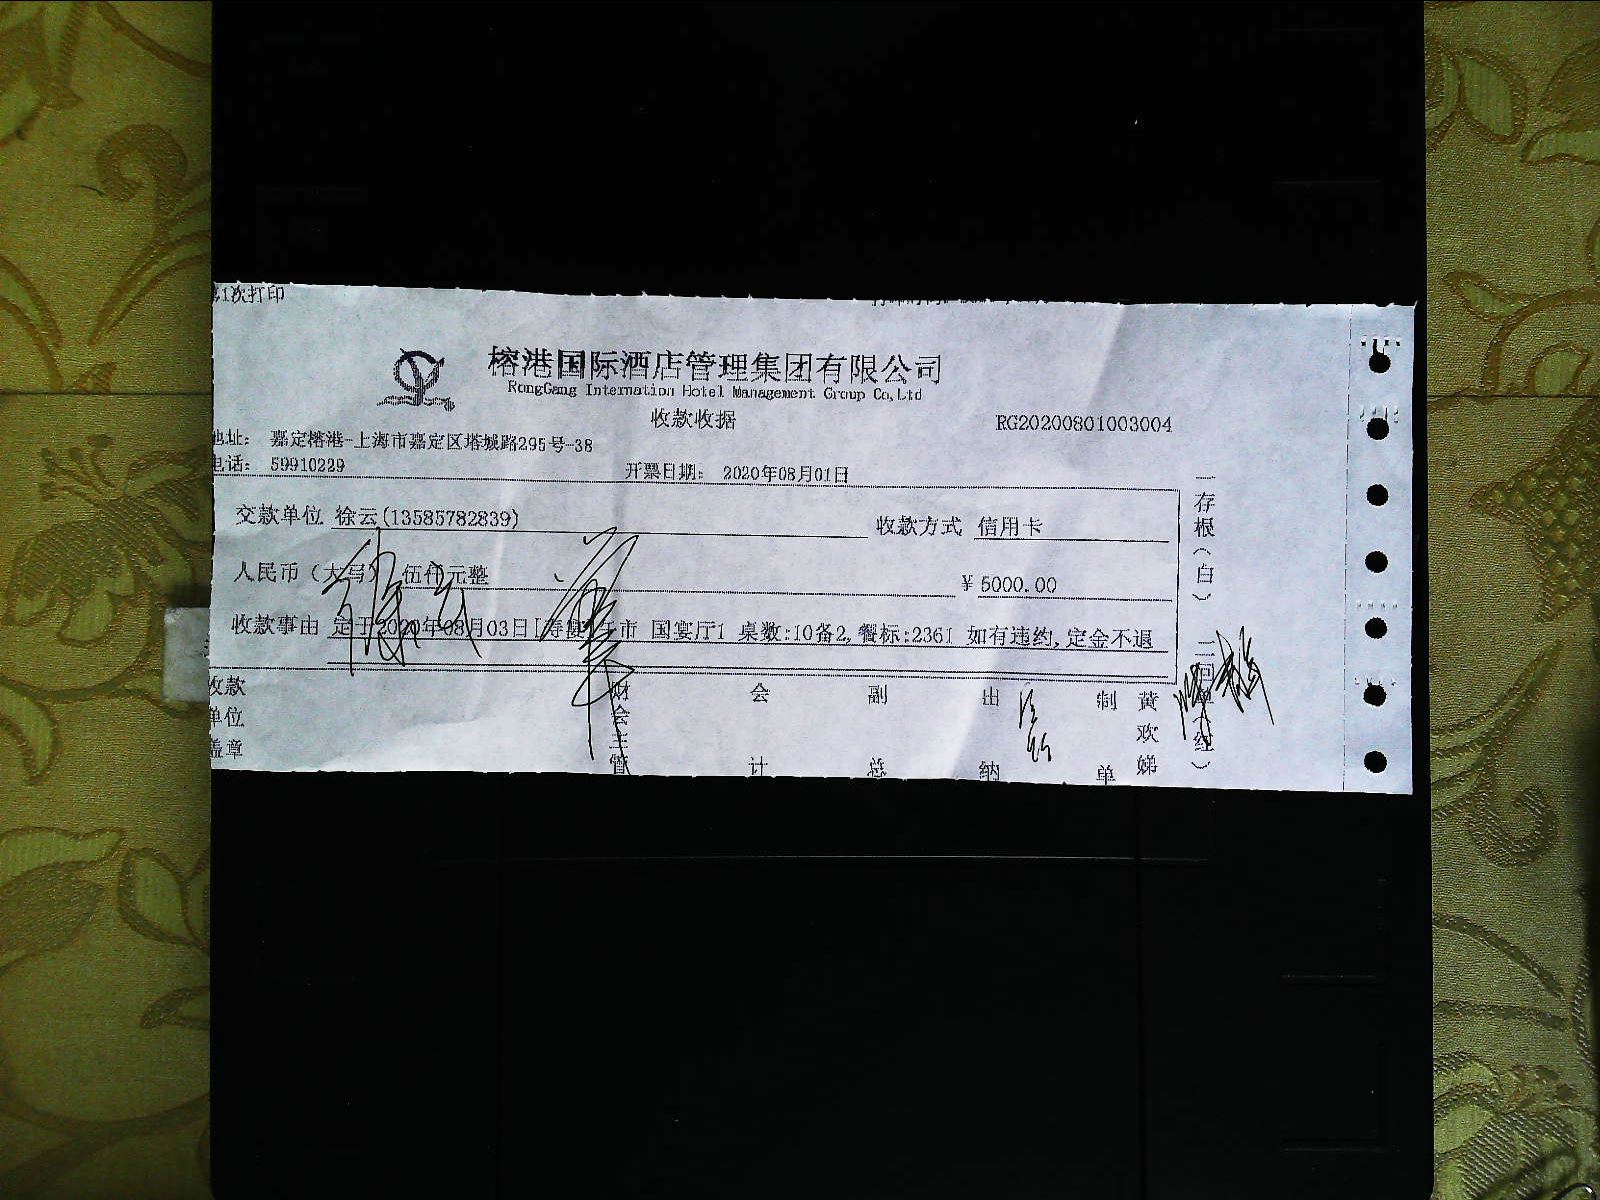 第1次打印
榕港国际酒店管理集团有限公司
RongGang Internation Hotel Management Group Co,Ltd
收款收据
RG20200801003004
地址: 嘉定榕港-上海市嘉定区塔城路295号-38
电话: 59910229
开票日期: 2020年08月01日
交款单位 徐云(13585782839) 收款方式 信用卡
人民币(大写) 伍仟元整 ¥ 5000.00
收款事由 定于2020年08月03日[寿宴] 市 国宴厅1 桌数:10备2,餐标:2361 如有违约,定金不退
收款单位盖章 财会主管 会计 副总 出纳 制单 黄欢娣
一存根(白) 二回单(红)
徐云